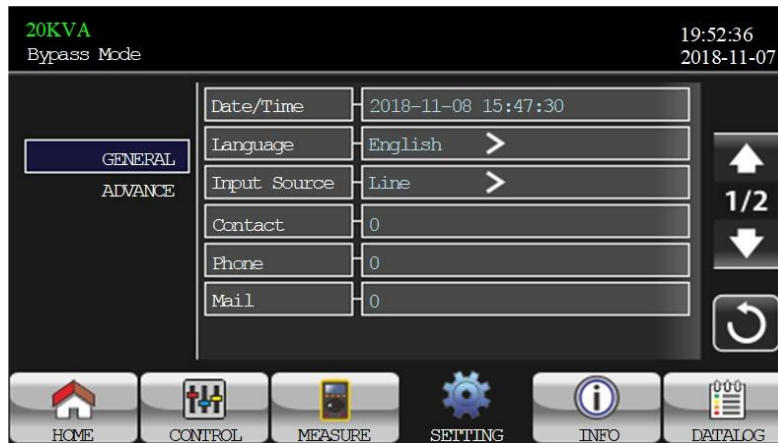 20KVA
19:52:36
Bypass Mode
2018-11-07
Date/Time 2018-11-08 15:47:30
Language English >
GENERAL
Input Source Line >
ADVANCE
1/2
Contact 0
Phone 0
Mail 0
HOME CONTROL MEASURE SETTING INFO DATALOG